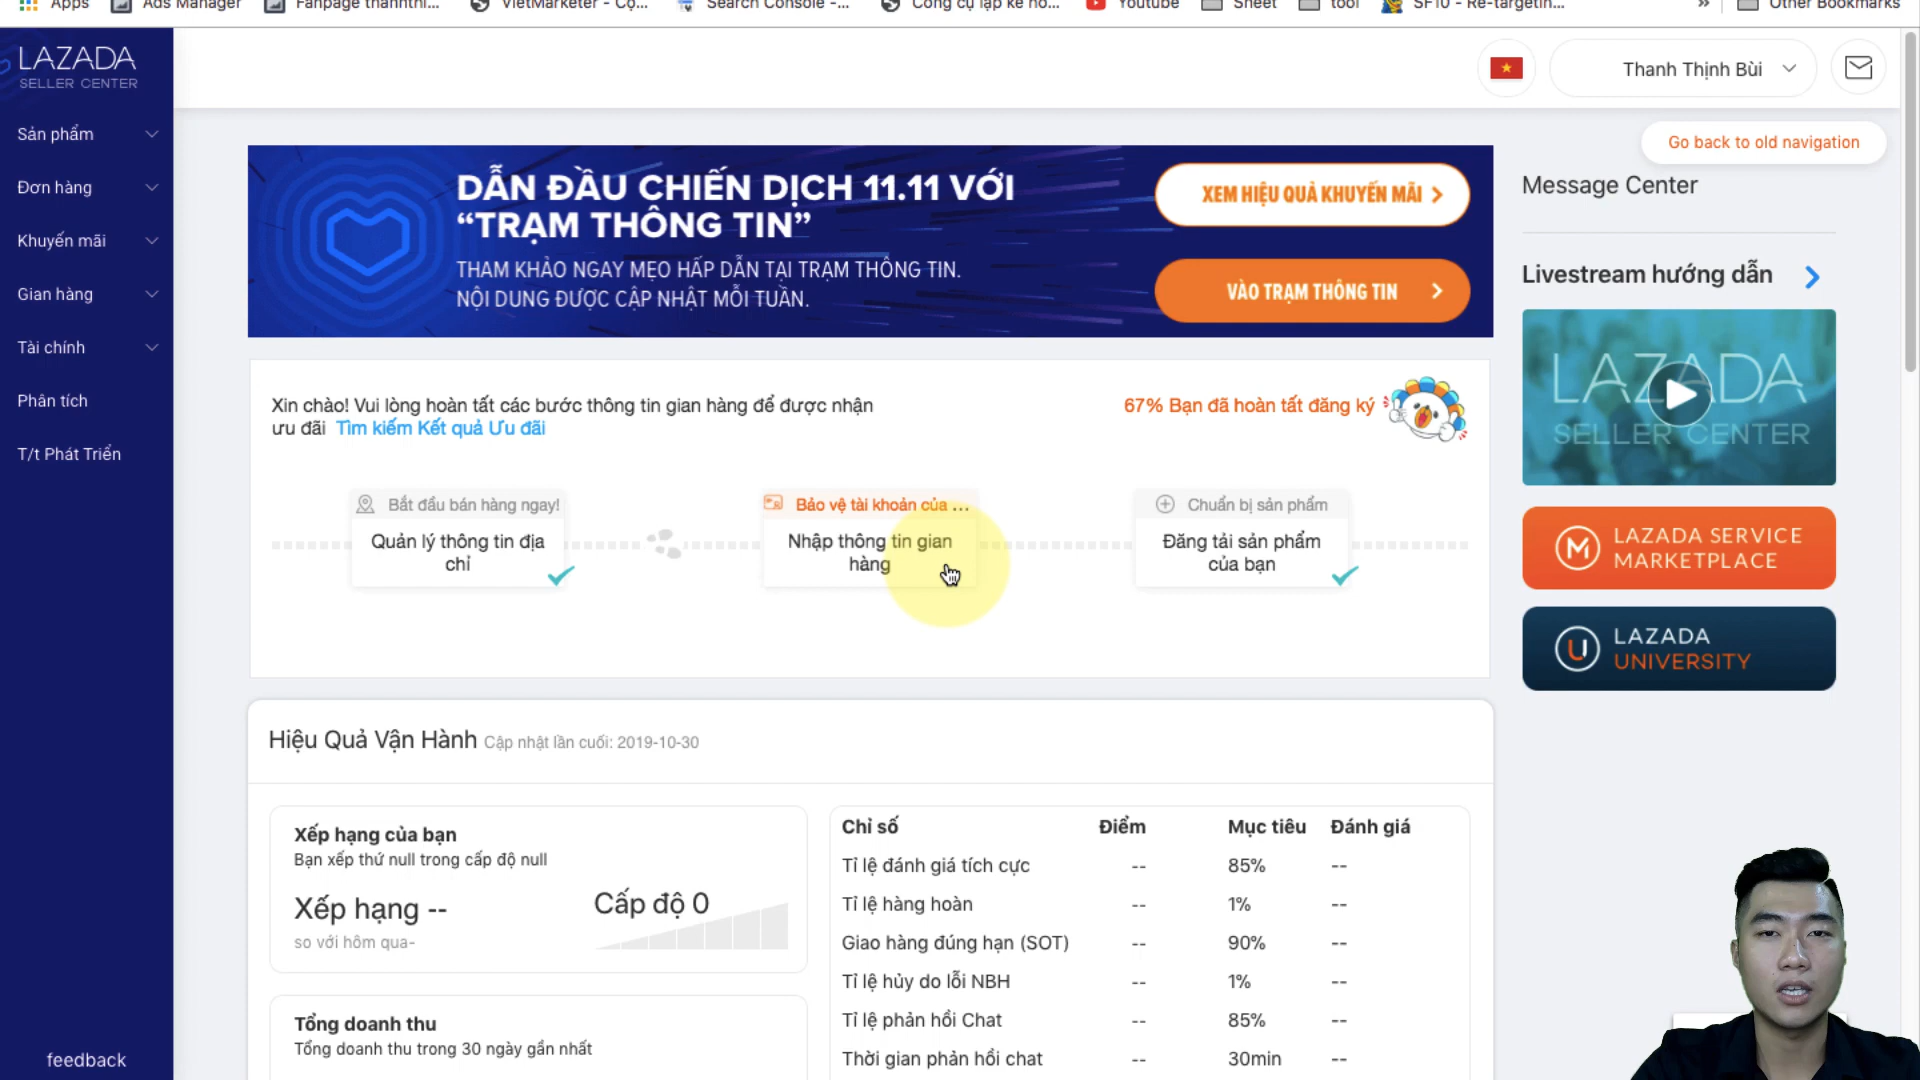 Apps
Ads Manager
Fanpage thanhthi...
VietMarketer - Cộ...
Search Console -...
Công cụ lập kế ho...
Youtube
Sheet
tool
SF10 - Re-targetin...
»
Other Bookmarks
LAZADA
SELLER CENTER
Thanh Thịnh Bùi
Go back to old navigation
Sản phẩm
Đơn hàng
Khuyến mãi
Gian hàng
Tài chính
Phân tích
T/t Phát Triển
feedback
DẪN ĐẦU CHIẾN DỊCH 11.11 VỚI
“TRẠM THÔNG TIN”
THAM KHẢO NGAY MẸO HẤP DẪN TẠI TRẠM THÔNG TIN.
NỘI DUNG ĐƯỢC CẬP NHẬT MỖI TUẦN.
XEM HIỆU QUẢ KHUYẾN MÃI
VÀO TRẠM THÔNG TIN
Message Center
Livestream hướng dẫn
LAZADA
SELLER CENTER
LAZADA SERVICE
MARKETPLACE
LAZADA
UNIVERSITY
Xin chào! Vui lòng hoàn tất các bước thông tin gian hàng để được nhận
ưu đãi Tìm kiếm Kết quả Ưu đãi
67% Bạn đã hoàn tất đăng ký
Bắt đầu bán hàng ngay!
Quản lý thông tin địa
chỉ
Bảo vệ tài khoản của ...
Nhập thông tin gian
hàng
Chuẩn bị sản phẩm
Đăng tải sản phẩm
của bạn
Hiệu Quả Vận Hành Cập nhật lần cuối: 2019-10-30
Xếp hạng của bạn
Bạn xếp thứ null trong cấp độ null
Xếp hạng --
so với hôm qua-
Cấp độ 0
Tổng doanh thu
Tổng doanh thu trong 30 ngày gần nhất
Chỉ số Điểm Mục tiêu Đánh giá
Tỉ lệ đánh giá tích cực -- 85% --
Tỉ lệ hàng hoàn -- 1% --
Giao hàng đúng hạn (SOT) -- 90% --
Tỉ lệ hủy do lỗi NBH -- 1% --
Tỉ lệ phản hồi Chat -- 85% --
Thời gian phản hồi chat -- 30min --